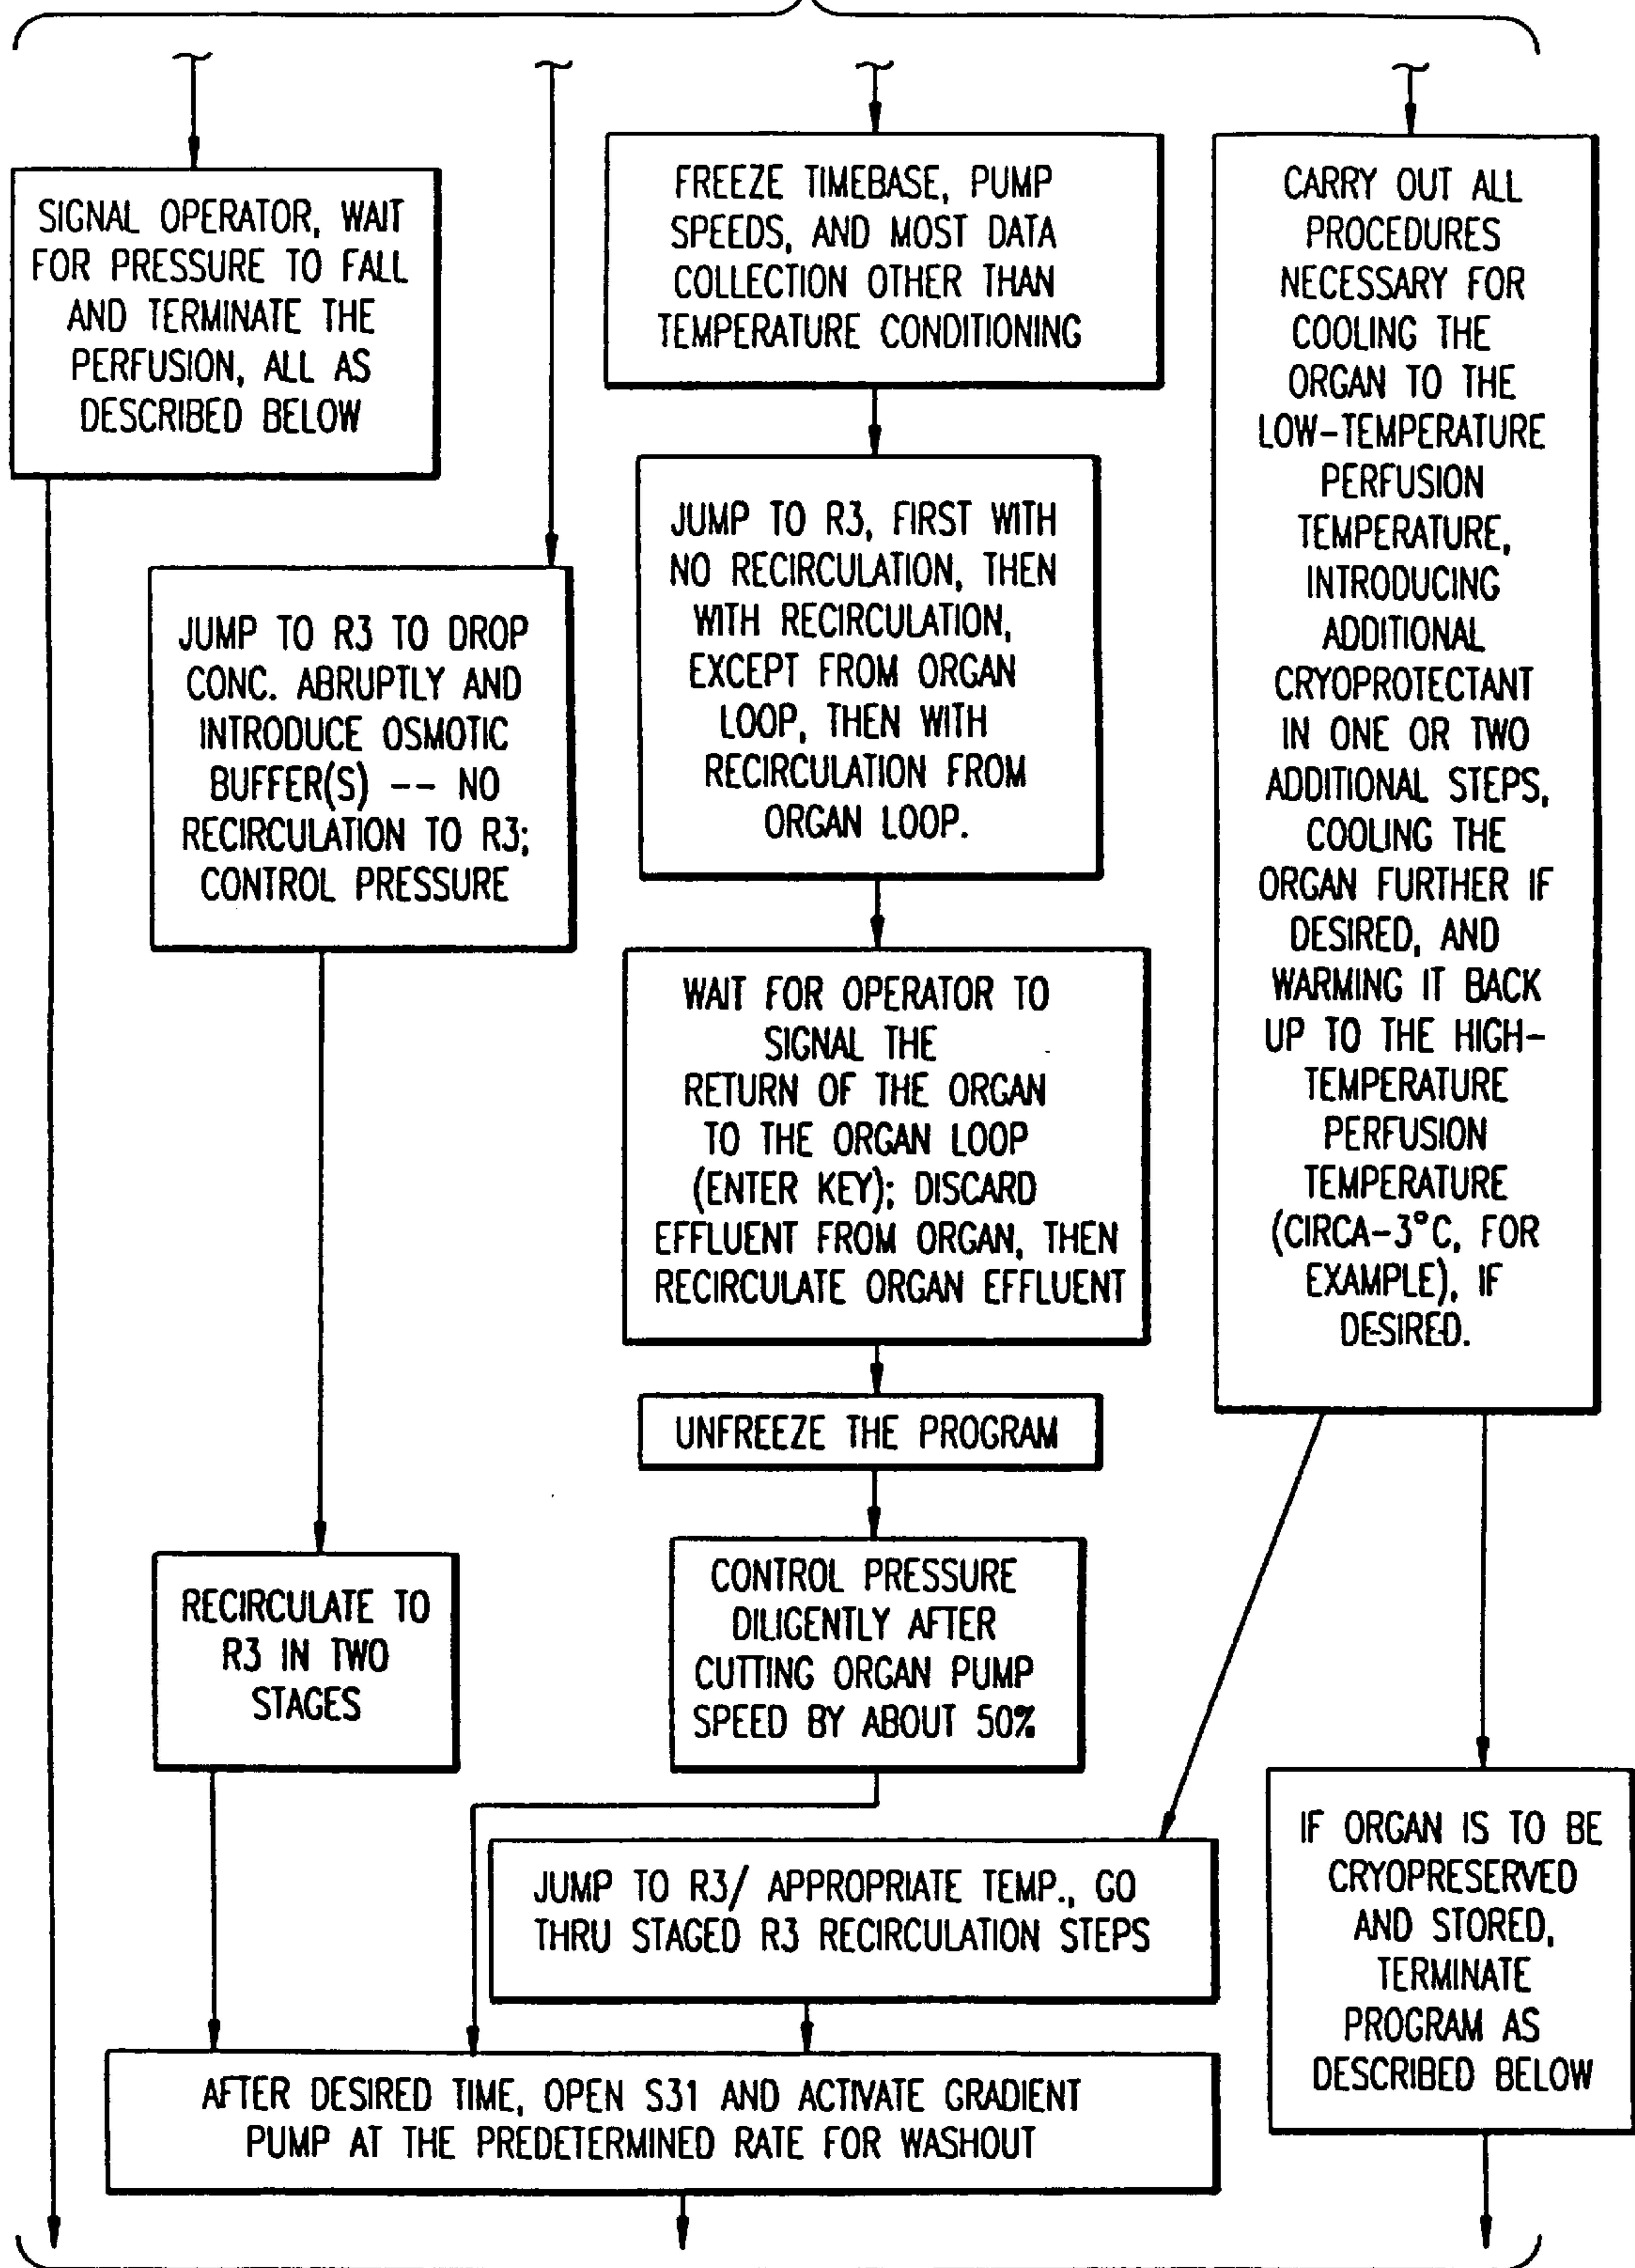 SIGNAL OPERATOR, WAIT
FOR PRESSURE TO FALL
AND TERMINATE THE
PERFUSION, ALL AS
DESCRIBED BELOW
JUMP TO R3 TO DROP
CONC. ABRUPTLY AND
INTRODUCE OSMOTIC
BUFFER(S) -- NO
RECIRCULATION TO R3;
CONTROL PRESSURE
RECIRCULATE TO
R3 IN TWO
STAGES
FREEZE TIMEBASE, PUMP
SPEEDS, AND MOST DATA
COLLECTION OTHER THAN
TEMPERATURE CONDITIONING
JUMP TO R3, FIRST WITH
NO RECIRCULATION, THEN
WITH RECIRCULATION,
EXCEPT FROM ORGAN
LOOP, THEN WITH
RECIRCULATION FROM
ORGAN LOOP.
WAIT FOR OPERATOR TO
SIGNAL THE
RETURN OF THE ORGAN
TO THE ORGAN LOOP
(ENTER KEY); DISCARD
EFFLUENT FROM ORGAN, THEN
RECIRCULATE ORGAN EFFLUENT
UNFREEZE THE PROGRAM
CONTROL PRESSURE
DILIGENTLY AFTER
CUTTING ORGAN PUMP
SPEED BY ABOUT 50%
CARRY OUT ALL
PROCEDURES
NECESSARY FOR
COOLING THE
ORGAN TO THE
LOW-TEMPERATURE
PERFUSION
TEMPERATURE,
INTRODUCING
ADDITIONAL
CRYOPROTECTANT
IN ONE OR TWO
ADDITIONAL STEPS,
COOLING THE
ORGAN FURTHER IF
DESIRED, AND
WARMING IT BACK
UP TO THE HIGH-
TEMPERATURE
PERFUSION
TEMPERATURE
(CIRCA-3°C, FOR
EXAMPLE), IF
DESIRED.
JUMP TO R3/ APPROPRIATE TEMP., GO
THRU STAGED R3 RECIRCULATION STEPS
IF ORGAN IS TO BE
CRYOPRESERVED
AND STORED,
TERMINATE
PROGRAM AS
DESCRIBED BELOW
AFTER DESIRED TIME, OPEN S31 AND ACTIVATE GRADIENT
PUMP AT THE PREDETERMINED RATE FOR WASHOUT